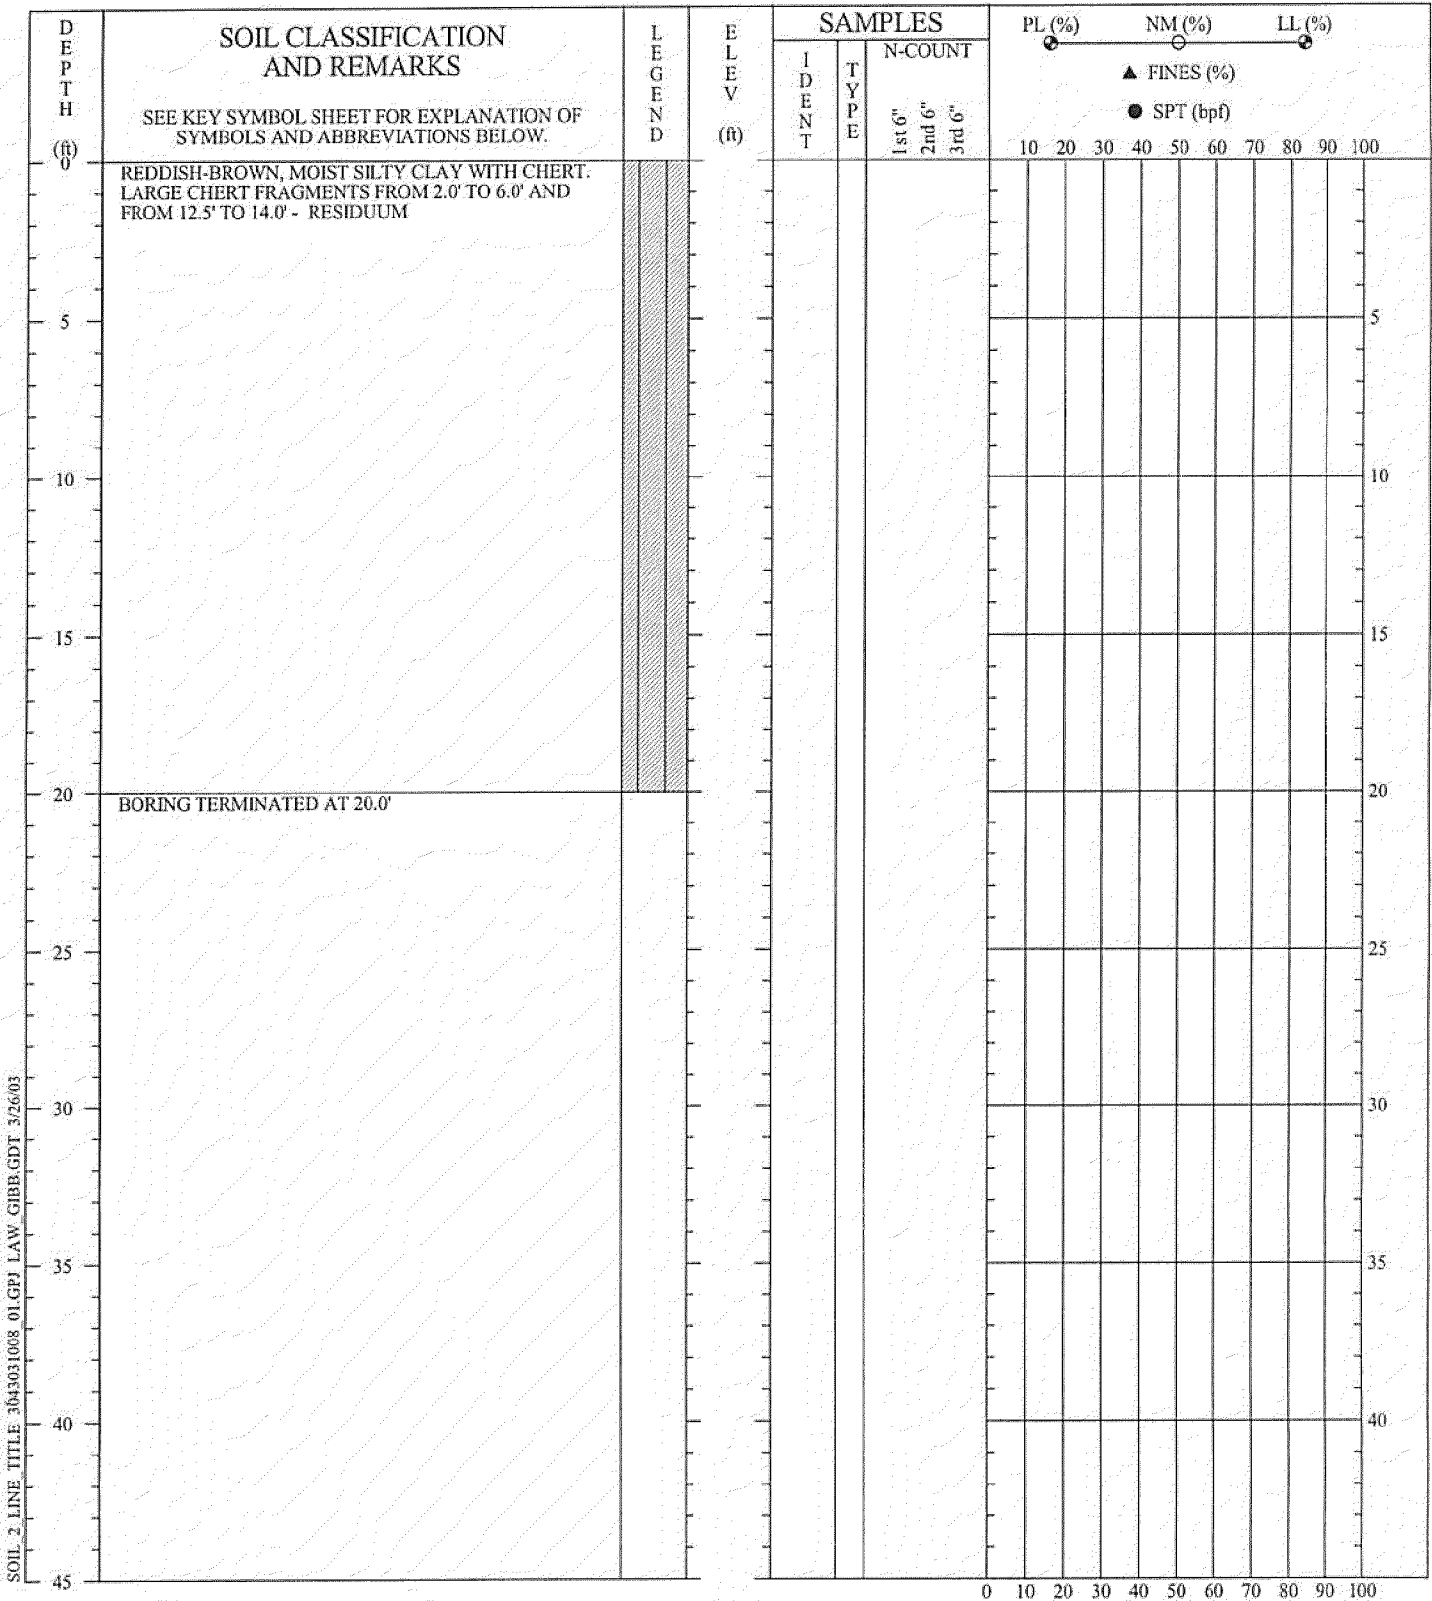 DEPTH
(ft)
SOIL CLASSIFICATION
AND REMARKS
SEE KEY SYMBOL SHEET FOR EXPLANATION OF
SYMBOLS AND ABBREVIATIONS BELOW.
LEGEND
ELEV
(ft)
SAMPLES
IDENT
TYPE
N-COUNT
1st 6"
2nd 6"
3rd 6"
PL (%) NM (%) LL (%)
▲ FINES (%)
● SPT (bpf)
10 20 30 40 50 60 70 80 90 100
0
REDDISH-BROWN, MOIST SILTY CLAY WITH CHERT.
LARGE CHERT FRAGMENTS FROM 2.0' TO 6.0' AND
FROM 12.5' TO 14.0' - RESIDUUM
5 5
10 10
15 15
20 20
BORING TERMINATED AT 20.0'
25 25
30 30
35 35
40 40
45
0 10 20 30 40 50 60 70 80 90 100
SOIL 2 LINE TITLE 3043031008 01.GPJ LAW GIBB.GDT 3/26/03